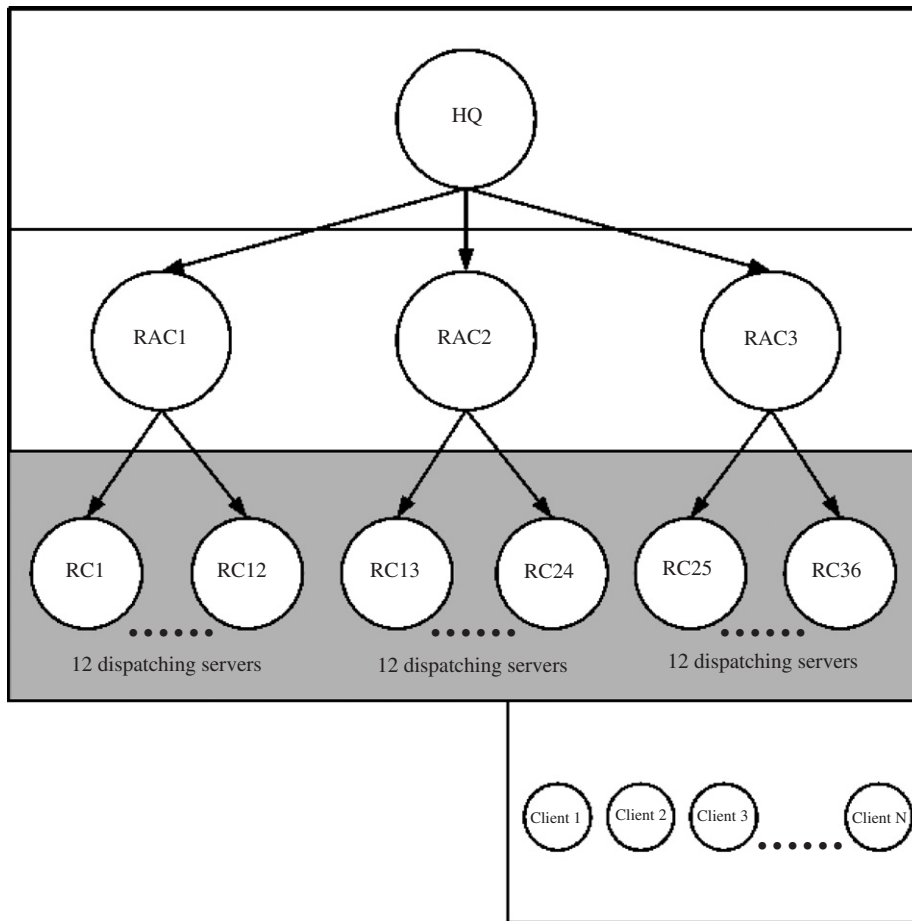 HQ
RAC1
RAC2
RAC3
RC1
RC12
RC13
RC24
RC25
RC36
12 dispatching servers
12 dispatching servers
12 dispatching servers
Client 1
Client 2
Client 3
Client N